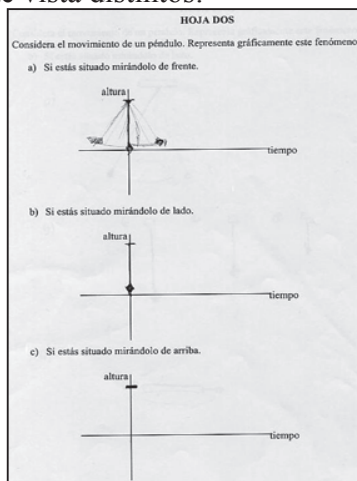 e vista distintos.
HOJA DOS
Considera el movimiento de un péndulo. Representa gráficamente este fenómeno
a) Si estás situado mirándolo de frente.
altura
tiempo
b) Si estás situado mirándolo de lado.
altura
tiempo
c) Si estás situado mirándolo de arriba.
altura
tiempo